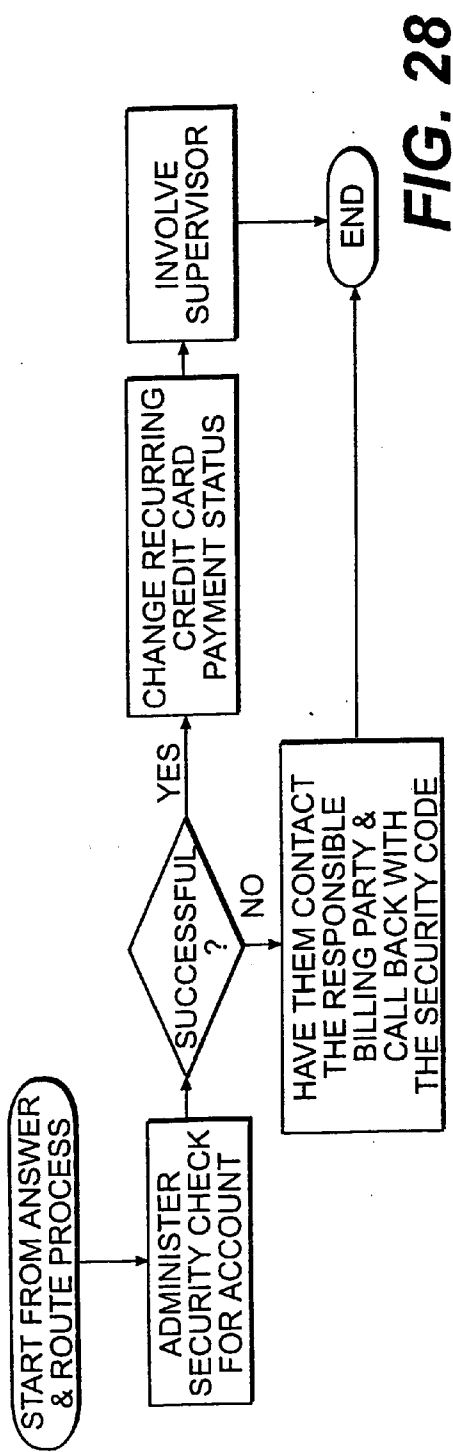 START FROM ANSWER
& ROUTE PROCESS
ADMINISTER
SECURITY CHECK
FOR ACCOUNT
SUCCESSFUL
?
YES
NO
CHANGE RECURRING
CREDIT CARD
PAYMENT STATUS
INVOLVE
SUPERVISOR
HAVE THEM CONTACT
THE RESPONSIBLE
BILLING PARTY &
CALL BACK WITH
THE SECURITY CODE
END
FIG. 28